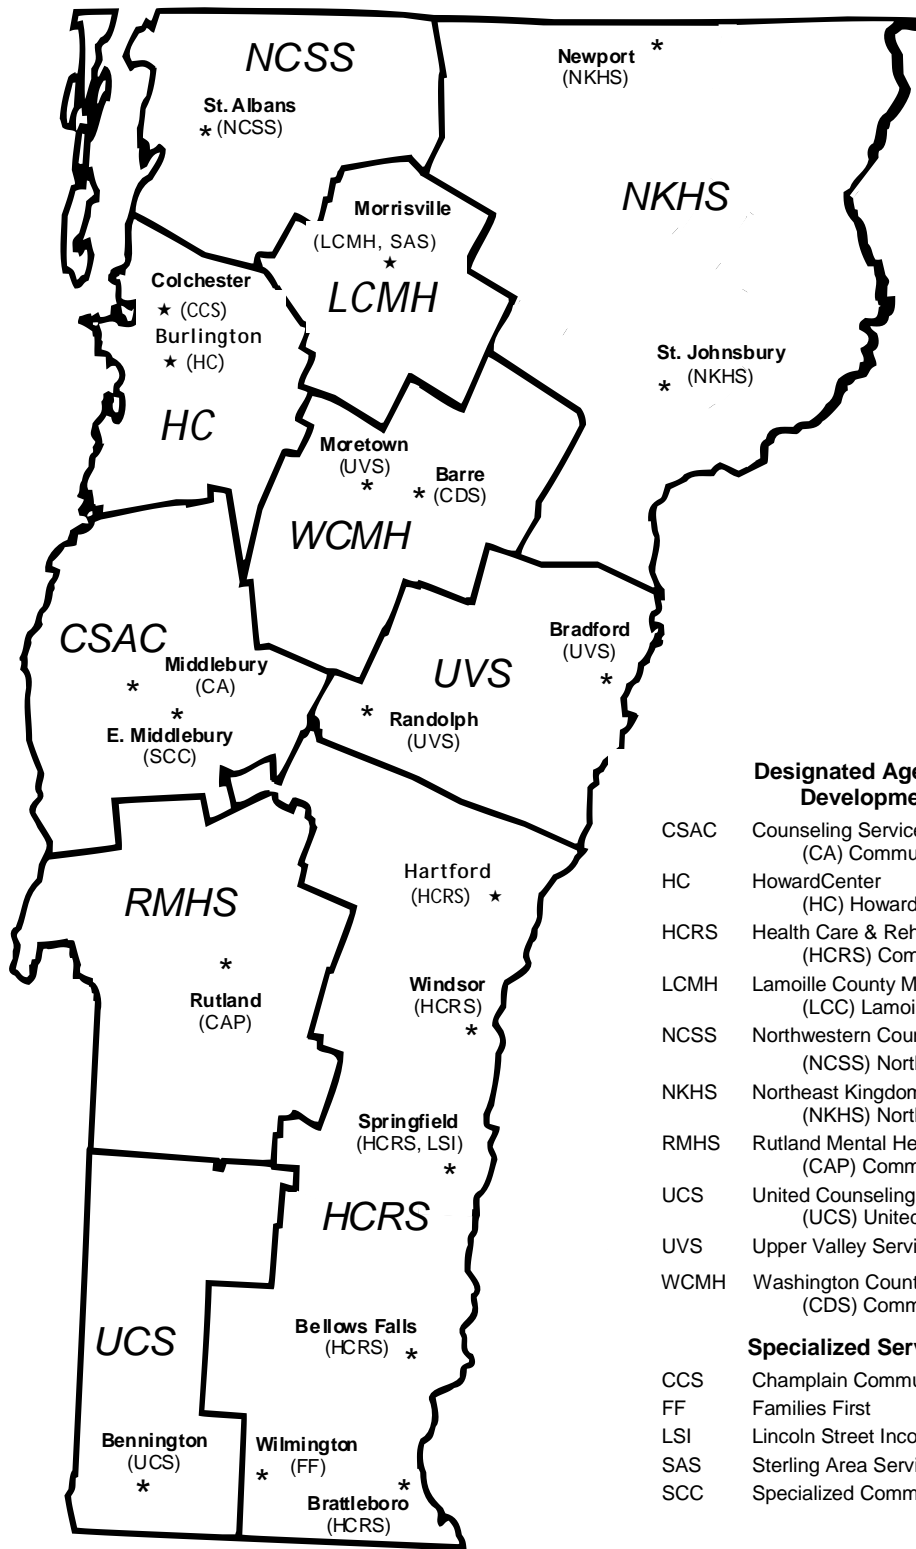 NCSS
St. Albans
(NCSS)
Newport
(NKHS)
NKHS
Morrisville
(LCMH, SAS)
LCMH
Colchester
(CCS)
Burlington
(HC)
HC
St. Johnsbury
(NKHS)
Moretown
(UVS)
Barre
(CDS)
WCMH
CSAC
Middlebury
(CA)
E. Middlebury
(SCC)
Bradford
(UVS)
UVS
Randolph
(UVS)
Hartford
(HCRS)
RMHS
Rutland
(CAP)
Windsor
(HCRS)
Springfield
(HCRS, LSI)
HCRS
UCS
Bellows Falls
(HCRS)
Bennington
(UCS)
Wilmington
(FF)
Brattleboro
(HCRS)
Designated Age
Developme
CSAC Counseling Service
(CA) Commu
HC HowardCenter
(HC) Howard
HCRS Health Care & Reh
(HCRS) Com
LCMH Lamoille County M
(LCC) Lamoi
NCSS Northwestern Coun
(NCSS) North
NKHS Northeast Kingdom
(NKHS) North
RMHS Rutland Mental He
(CAP) Comm
UCS United Counseling
(UCS) United
UVS Upper Valley Servi
WCMH Washington Count
(CDS) Comm
Specialized Serv
CCS Champlain Commu
FF Families First
LSI Lincoln Street Inco
SAS Sterling Area Servi
SCC Specialized Comm